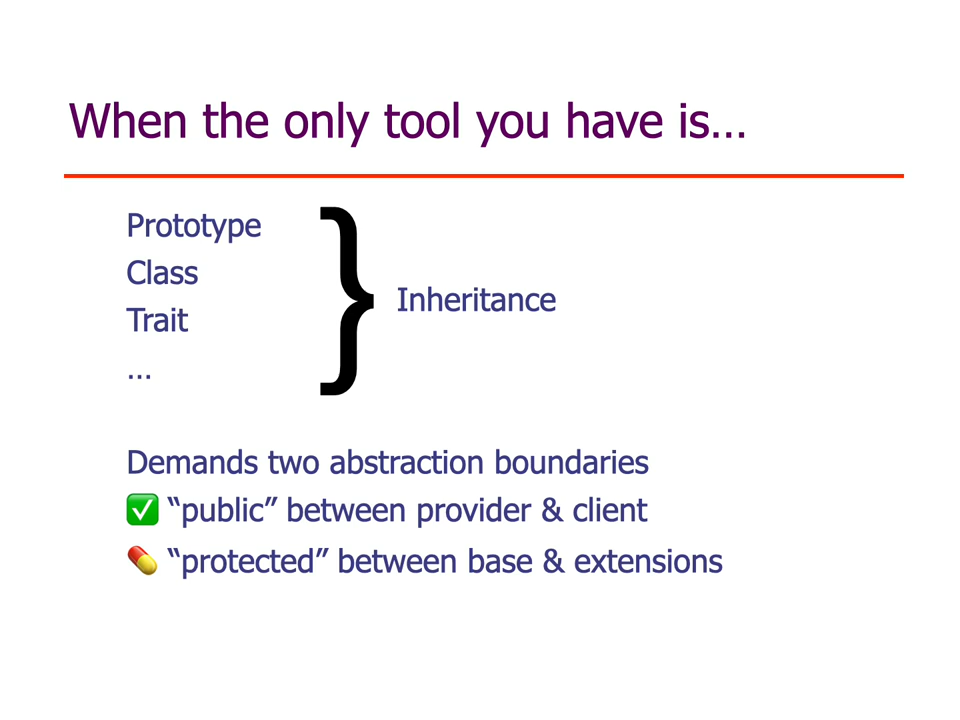 When the only tool you have is…
Prototype
Class
Trait
…
}
Inheritance
Demands two abstraction boundaries
✅ “public” between provider & client
💊 “protected” between base & extensions